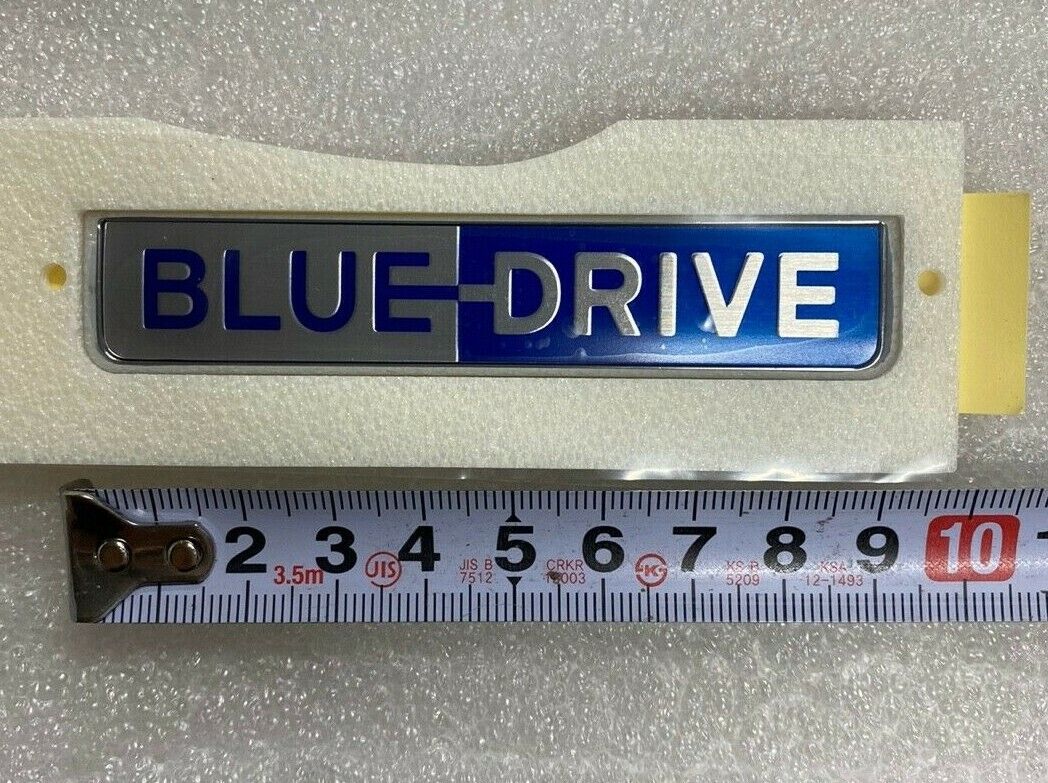 BLUE DRIVE
2 3 4 5 6 7 8 9 10
3.5m JIS JIS B CRKR K KS B KSA
7512 5209 12-1493